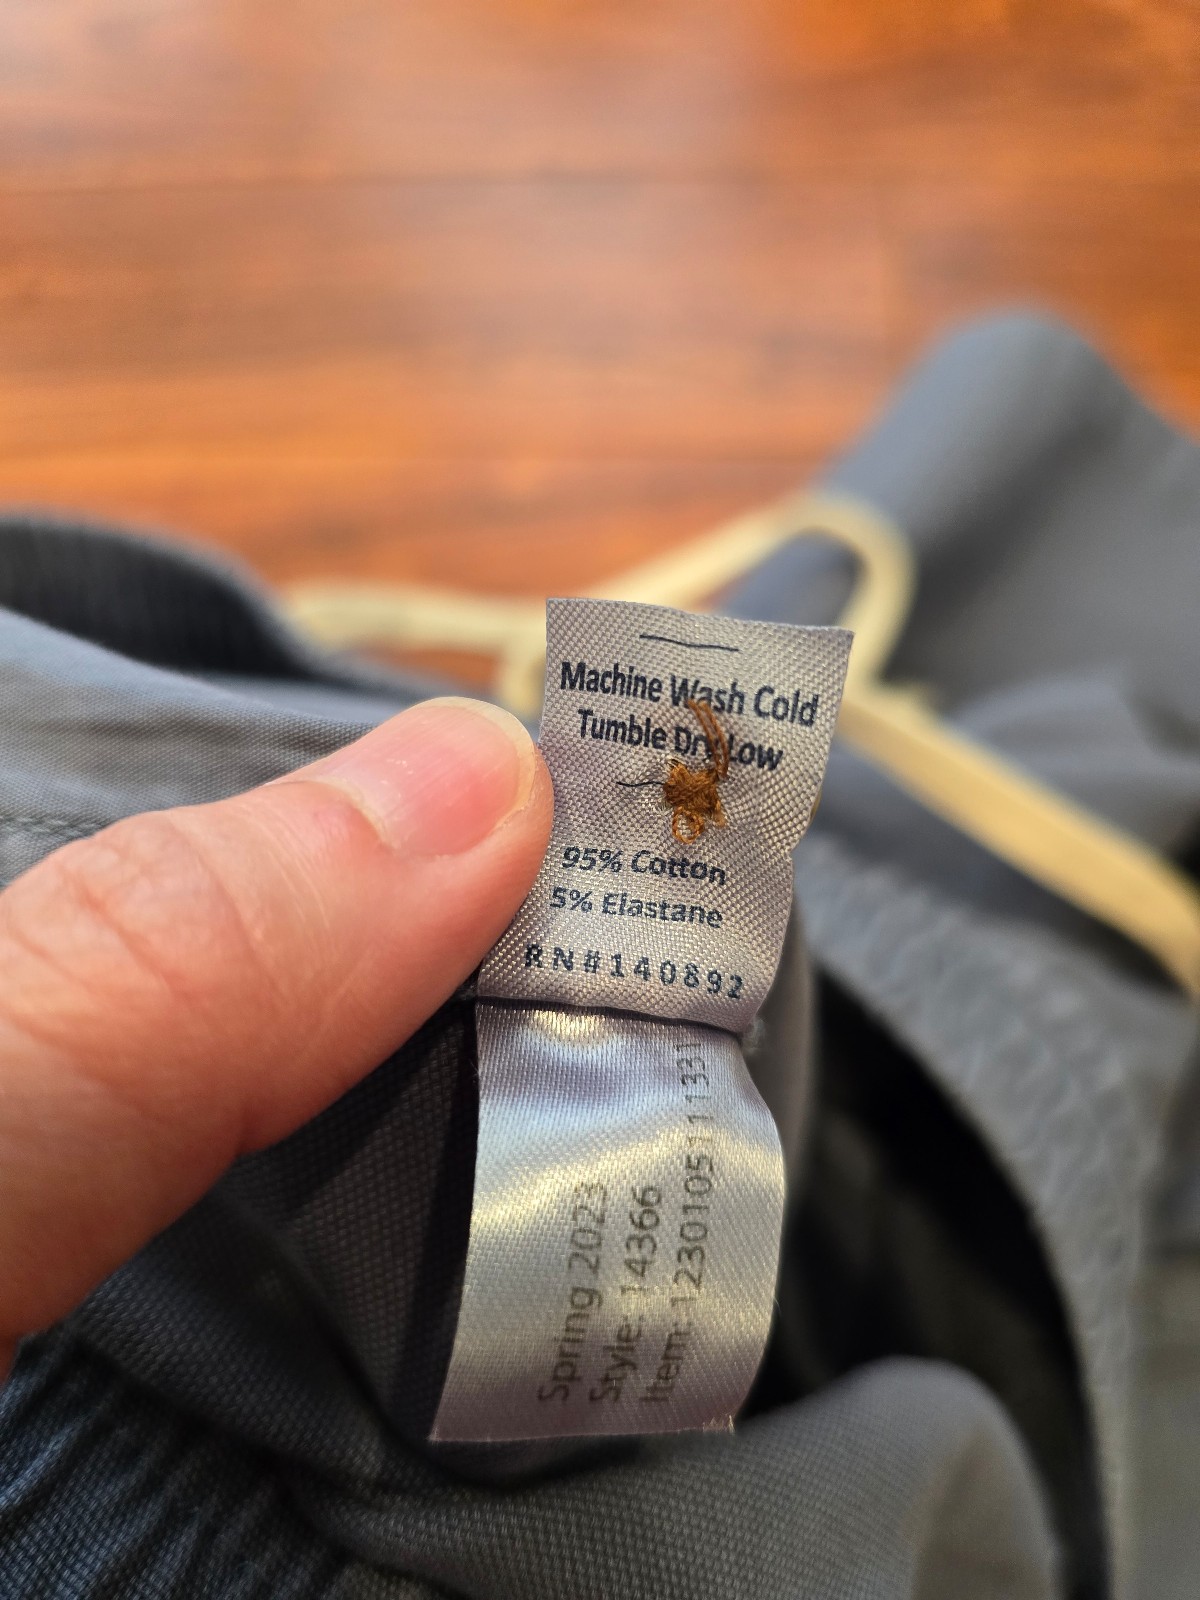 Machine Wash Cold
Tumble Dry Low
95% Cotton
5% Elastane
RN#140892
Spring 2023
Style: 14366
Item: 1230105111331